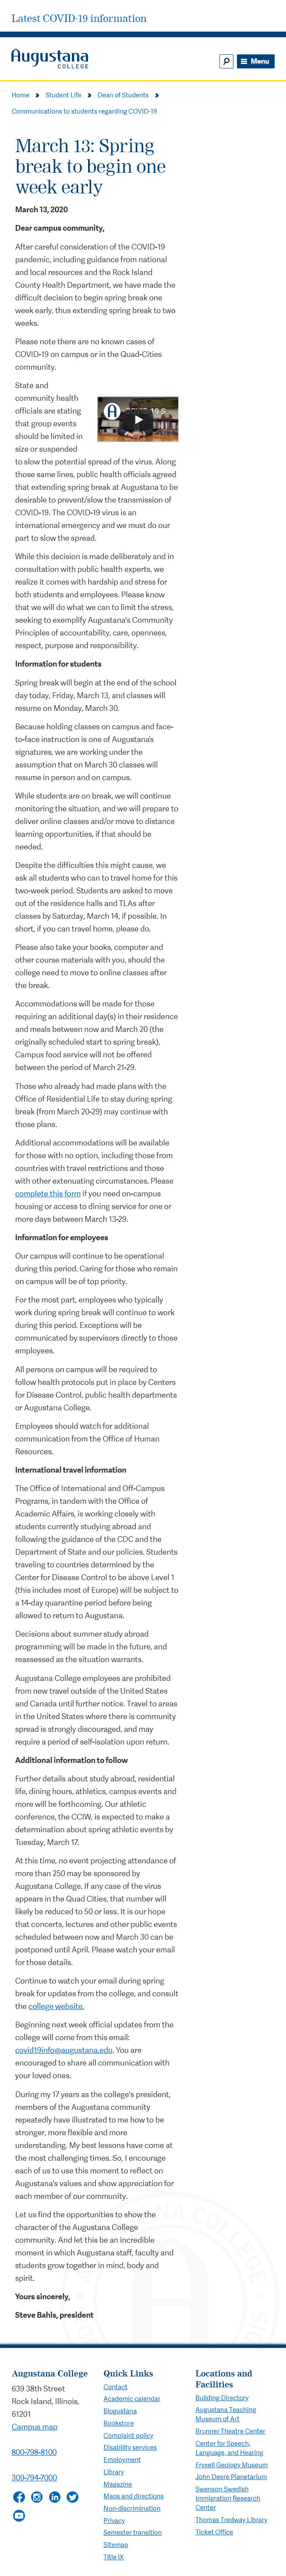 Latest COVID-19 information
Augustana
COLLEGE
Menu
Home
Student Life
Dean of Students
Communications to students regarding COVID-19
March 13: Spring
break to begin one
week early
March 13, 2020
Dear campus community,
After careful consideration of the COVID-19
pandemic, including guidance from national
and local resources and the Rock Island
County Health Department, we have made the
difficult decision to begin spring break one
week early, thus extending spring break to two
weeks.
Please note there are no known cases of
COVID-19 on campus or in the Quad-Cities
community.
State and
community health
officials are stating
that group events
should be limited in
size or suspended
to slow the potential spread of the virus. Along
those same lines, public health officials agreed
that extending spring break at Augustana to be
desirable to prevent/slow the transmission of
COVID-19. The COVID-19 virus is an
international emergency and we must do our
part to slow the spread.
While this decision is made deliberately and in
consultation with public health experts, we
realize it comes with hardship and stress for
both students and employees. Please know
that we will do what we can to limit the stress,
seeking to exemplify Augustana's Community
Principles of accountability, care, openness,
respect, purpose and responsibility.
Information for students
Spring break will begin at the end of the school
day today, Friday, March 13, and classes will
resume on Monday, March 30.
Because holding classes on campus and face-
to-face instruction is one of Augustana's
signatures, we are working under the
assumption that on March 30 classes will
resume in person and on campus.
While students are on break, we will continue
monitoring the situation, and will prepare to
deliver online classes and/or move to distance
learning opportunities, if that should be
needed.
Despite the difficulties this might cause, we
ask all students who can to travel home for this
two-week period. Students are asked to move
out of the residence halls and TLAs after
classes by Saturday, March 14, if possible. In
short, if you can travel home, please do.
Please also take your books, computer and
other course materials with you, should the
college need to move to online classes after
the break.
Accommodations will be made for those
requiring an additional day(s) in their residence
and meals between now and March 20 (the
originally scheduled start of spring break).
Campus food service will not be offered
during the period of March 21-29.
Those who already had made plans with the
Office of Residential Life to stay during spring
break (from March 20-29) may continue with
those plans.
Additional accommodations will be available
for those with no option, including those from
countries with travel restrictions and those
with other extenuating circumstances. Please
complete this form if you need on-campus
housing or access to dining service for one or
more days between March 13-29.
Information for employees
Our campus will continue to be operational
during this period. Caring for those who remain
on campus will be of top priority.
For the most part, employees who typically
work during spring break will continue to work
during this period. Exceptions will be
communicated by supervisors directly to those
employees.
All persons on campus will be required to
follow health protocols put in place by Centers
for Disease Control, public health departments
or Augustana College.
Employees should watch for additional
communication from the Office of Human
Resources.
International travel information
The Office of International and Off-Campus
Programs, in tandem with the Office of
Academic Affairs, is working closely with
students currently studying abroad and
following the guidance of the CDC and the
Department of State and our policies. Students
traveling to countries determined by the
Center for Disease Control to be above Level 1
(this includes most of Europe) will be subject to
a 14-day quarantine period before being
allowed to return to Augustana.
Decisions about summer study abroad
programming will be made in the future, and
reassessed as the situation warrants.
Augustana College employees are prohibited
from new travel outside of the United States
and Canada until further notice. Travel to areas
in the United States where there is community
spread is strongly discouraged, and may
require a period of self-isolation upon return.
Additional information to follow
Further details about study abroad, residential
life, dining hours, athletics, campus events and
more will be forthcoming. Our athletic
conference, the CCIW, is expected to make a
determination about spring athletic events by
Tuesday, March 17.
At this time, no event projecting attendance of
more than 250 may be sponsored by
Augustana College. If any case of virus
appears in the Quad Cities, that number will
likely be reduced to 50 or less. It is our hope
that concerts, lectures and other public events
scheduled between now and March 30 can be
postponed until April. Please watch your email
for those details.
Continue to watch your email during spring
break for updates from the college, and consult
the college website.
Beginning next week official updates from the
college will come from this email:
covid19info@augustana.edu. You are
encouraged to share all communication with
your loved ones.
During my 17 years as the college's president,
members of the Augustana community
repeatedly have illustrated to me how to be
stronger, more flexible and more
understanding. My best lessons have come at
the most challenging times. So, I encourage
each of us to use this moment to reflect on
Augustana's values and show appreciation for
each member of our community.
Let us find the opportunities to show the
character of the Augustana College
community. And let this be an incredible
moment in which Augustana staff, faculty and
students grow together in mind, body and
spirit.
Yours sincerely,
Steve Bahls, president
Augustana College
639 38th Street
Rock Island, Illinois,
61201
Campus map
800-798-8100
309-794-7000
Quick Links
Contact
Academic calendar
Blogustana
Bookstore
Complaint policy
Disability services
Employment
Library
Magazine
Maps and directions
Non-discrimination
Privacy
Semester transition
Sitemap
Title IX
Locations and
Facilities
Building Directory
Augustana Teaching
Museum of Art
Brunner Theatre Center
Center for Speech,
Language, and Hearing
Fryxell Geology Museum
John Deere Planetarium
Swenson Swedish
Immigration Research
Center
Thomas Tredway Library
Ticket Office